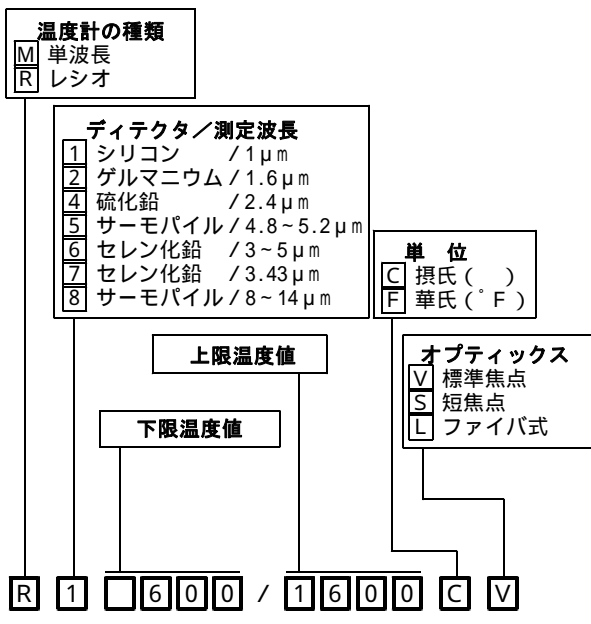 温度計の種類
M 単波長
R レシオ
ディテクタ／測定波長
1 シリコン /1μm
2 ゲルマニウム/1.6μm
4 硫化鉛 /2.4μm
5 サーモパイル/4.8~5.2μm
6 セレン化鉛 /3~5μm
7 セレン化鉛 /3.43μm
8 サーモパイル/8~14μm
単 位
C 摂氏( )
F 華氏(ﾟF)
上限温度値
オプティックス
V 標準焦点
S 短焦点
L ファイバ式
下限温度値
R 1 600 / 1600 C V